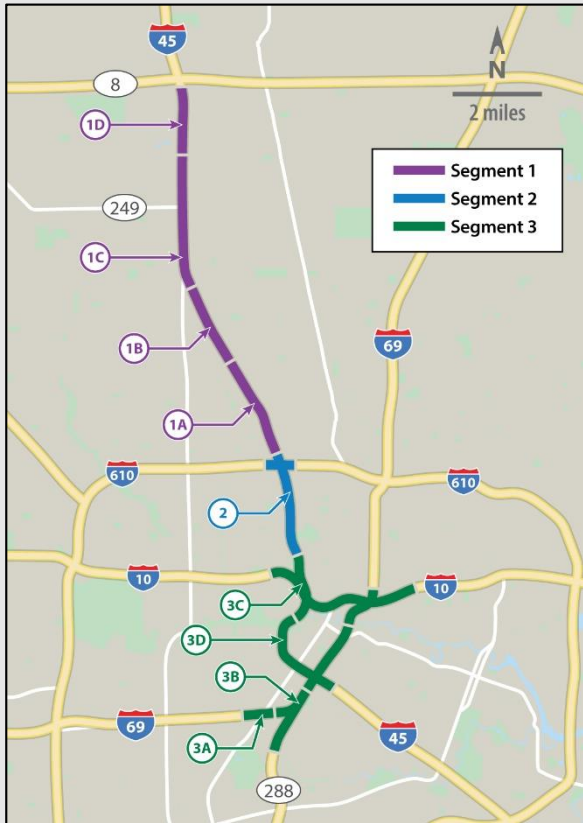 45
8
N
2 miles
1D
Segment 1
Segment 2
Segment 3
249
1C
1B
69
1A
610
610
2
10
10
3C
3D
3B
69
3A
45
288